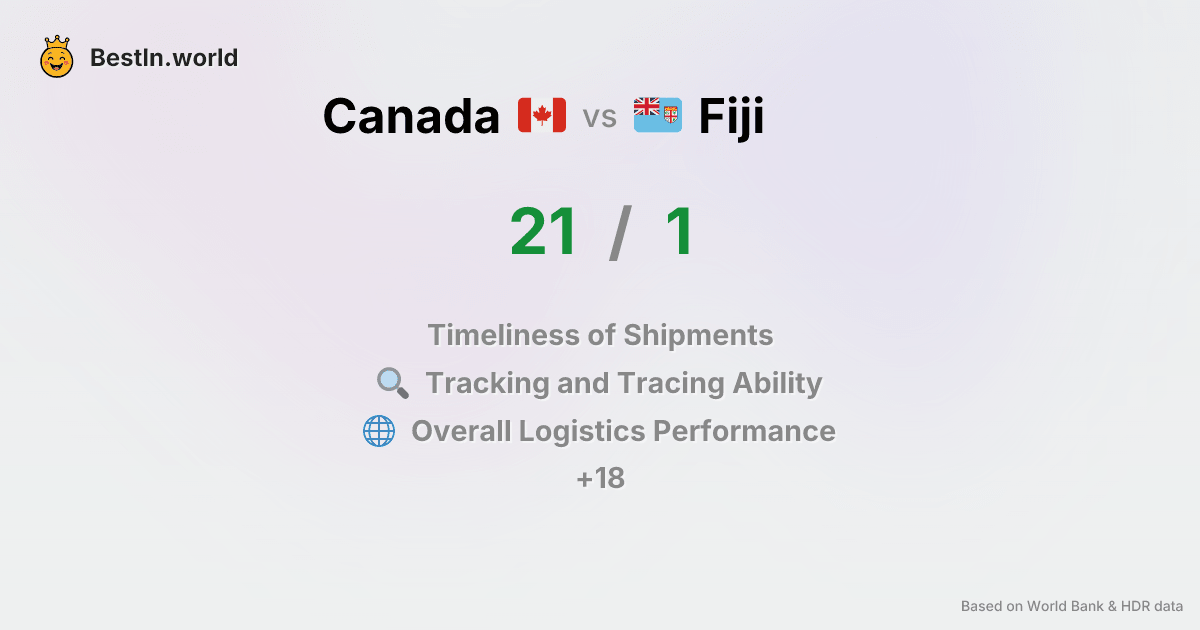 BestIn.world
Canada vs Fiji
21 / 1
Timeliness of Shipments
Tracking and Tracing Ability
Overall Logistics Performance
+18
Based on World Bank & HDR data